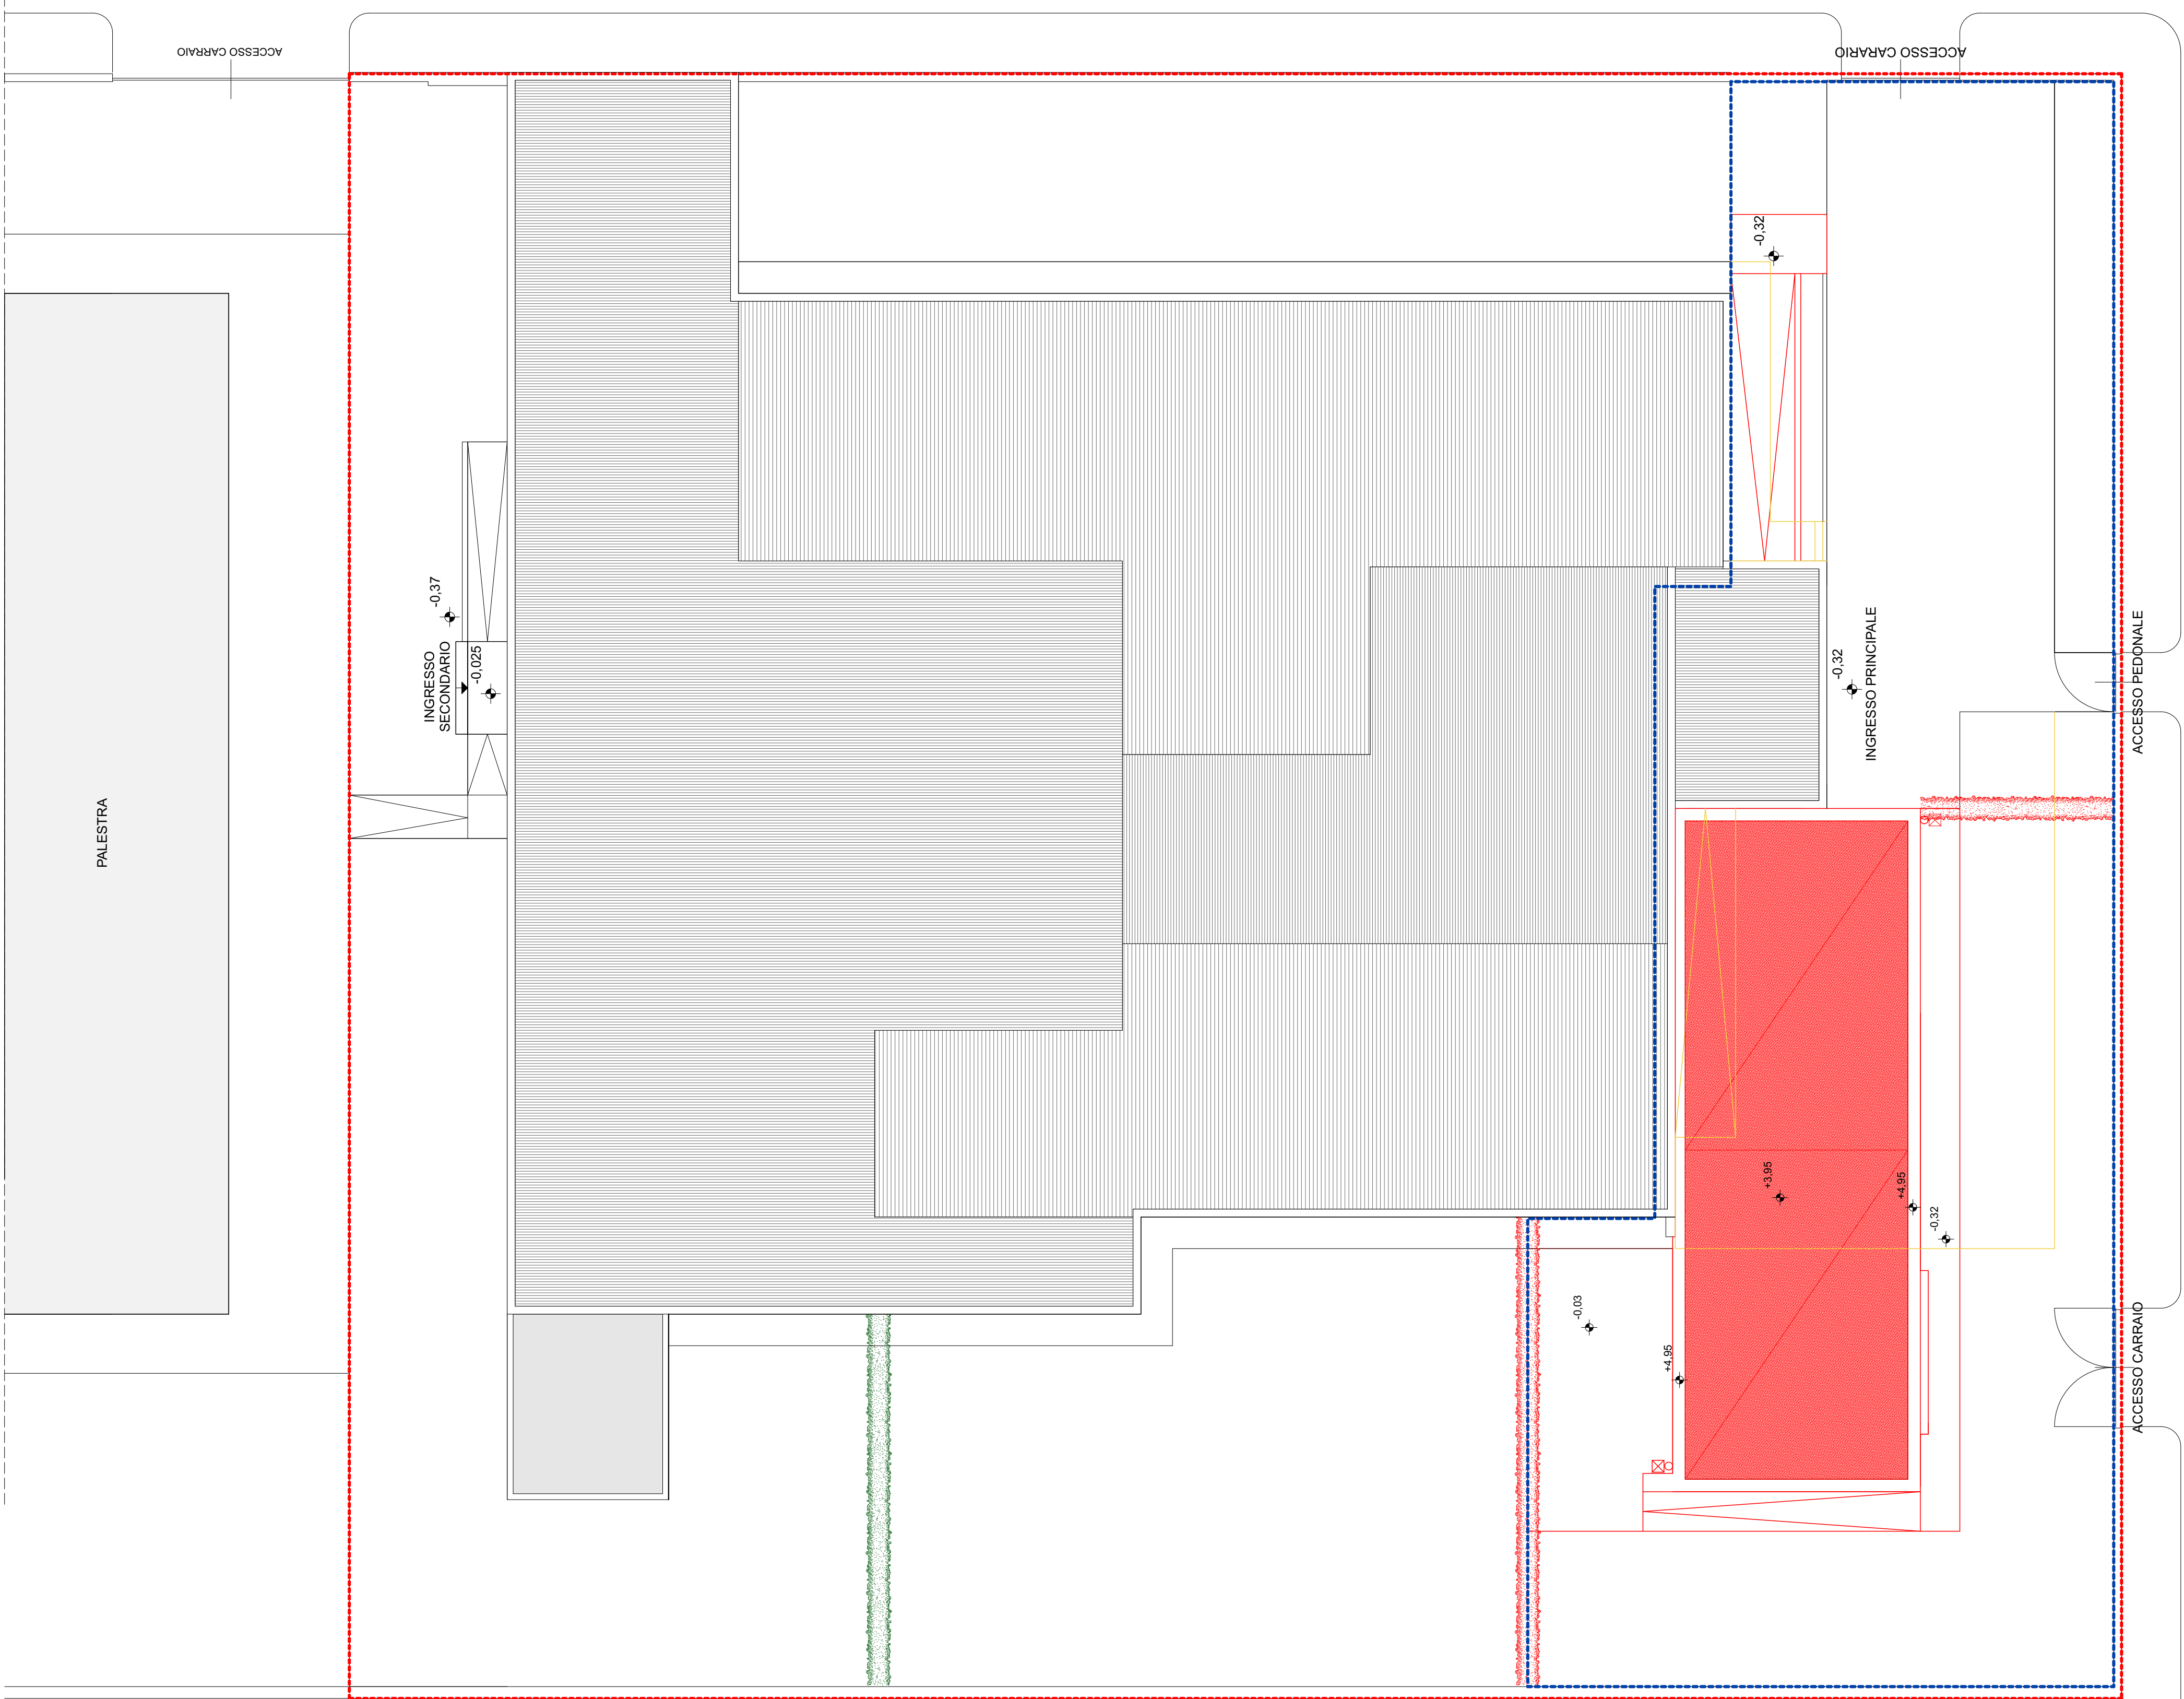 ACCESSO CARRAIO
ACCESSO CARARIO
-0,32
-0,37
INGRESSO
SECONDARIO
-0,025
-0,32
INGRESSO PRINCIPALE
ACCESSO PEDONALE
PALESTRA
+3,95
+4,95
-0,32
-0,03
+4,95
ACCESSO CARRAIO